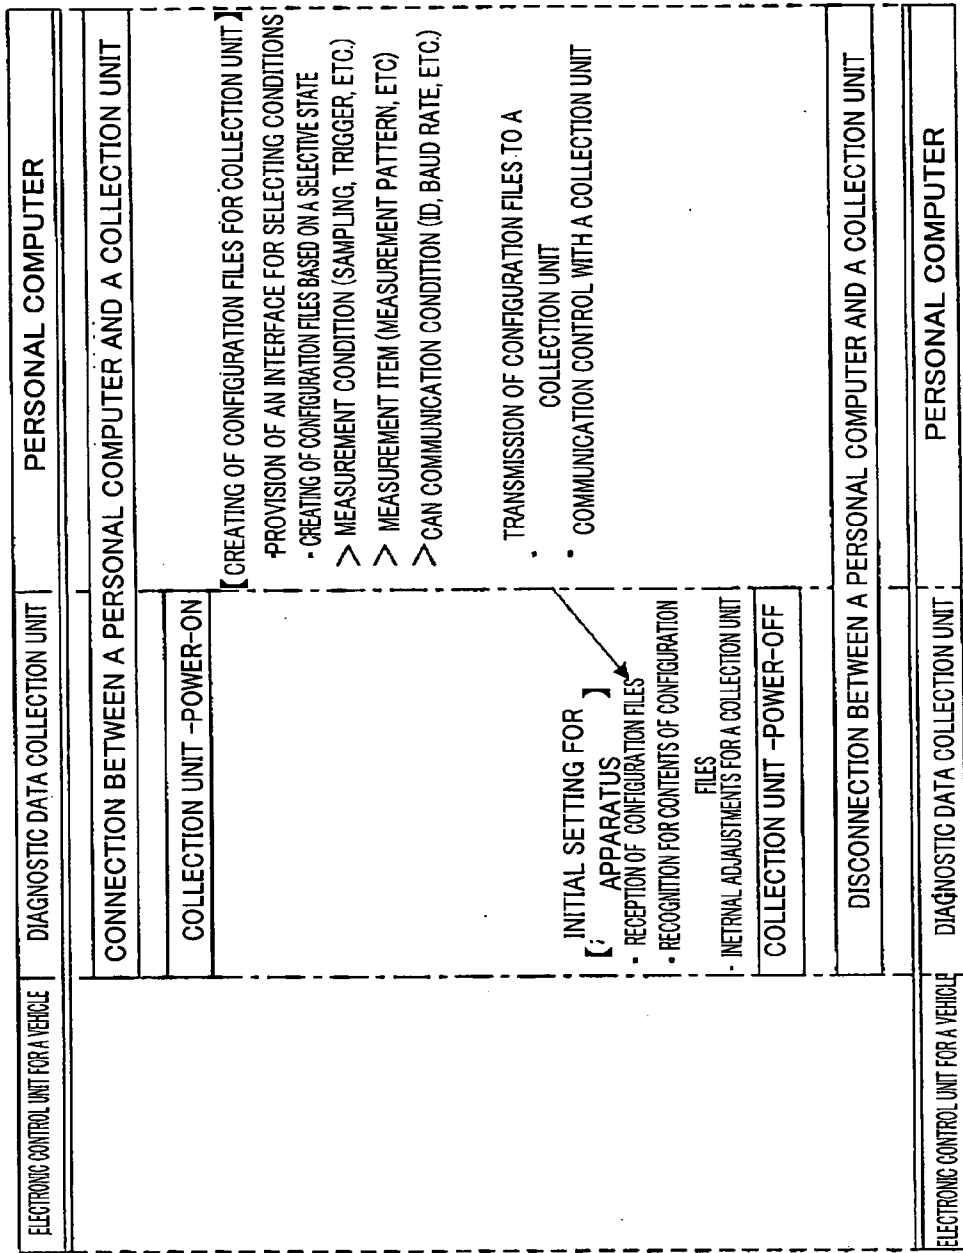 ELECTRONIC CONTROL UNIT FOR A VEHICLE
DIAGNOSTIC DATA COLLECTION UNIT
PERSONAL COMPUTER
CONNECTION BETWEEN A PERSONAL COMPUTER AND A COLLECTION UNIT
COLLECTION UNIT -POWER-ON
【CREATING OF CONFIGURATION FILES FOR COLLECTION UNIT】
·PROVISION OF AN INTERFACE FOR SELECTING CONDITIONS
· CREATING OF CONFIGURATION FILES BASED ON A SELECTIVE STATE
> MEASUREMENT CONDITION (SAMPLING, TRIGGER, ETC.)
> MEASUREMENT ITEM (MEASUREMENT PATTERN, ETC)
> CAN COMMUNICATION CONDITION (ID, BAUD RATE, ETC.)
TRANSMISSION OF CONFIGURATION FILES TO A
COLLECTION UNIT
· COMMUNICATION CONTROL WITH A COLLECTION UNIT
INITIAL SETTING FOR
【; APPARATUS 】
· RECEPTION OF CONFIGURATION FILES
· RECOGNITION FOR CONTENTS OF CONFIGURATION
FILES
· INETRNAL ADJAUSTMENTS FOR A COLLECTION UNIT
COLLECTION UNIT -POWER-OFF
DISCONNECTION BETWEEN A PERSONAL COMPUTER AND A COLLECTION UNIT
ELECTRONIC CONTROL UNIT FOR A VEHICLE
DIAGNOSTIC DATA COLLECTION UNIT
PERSONAL COMPUTER